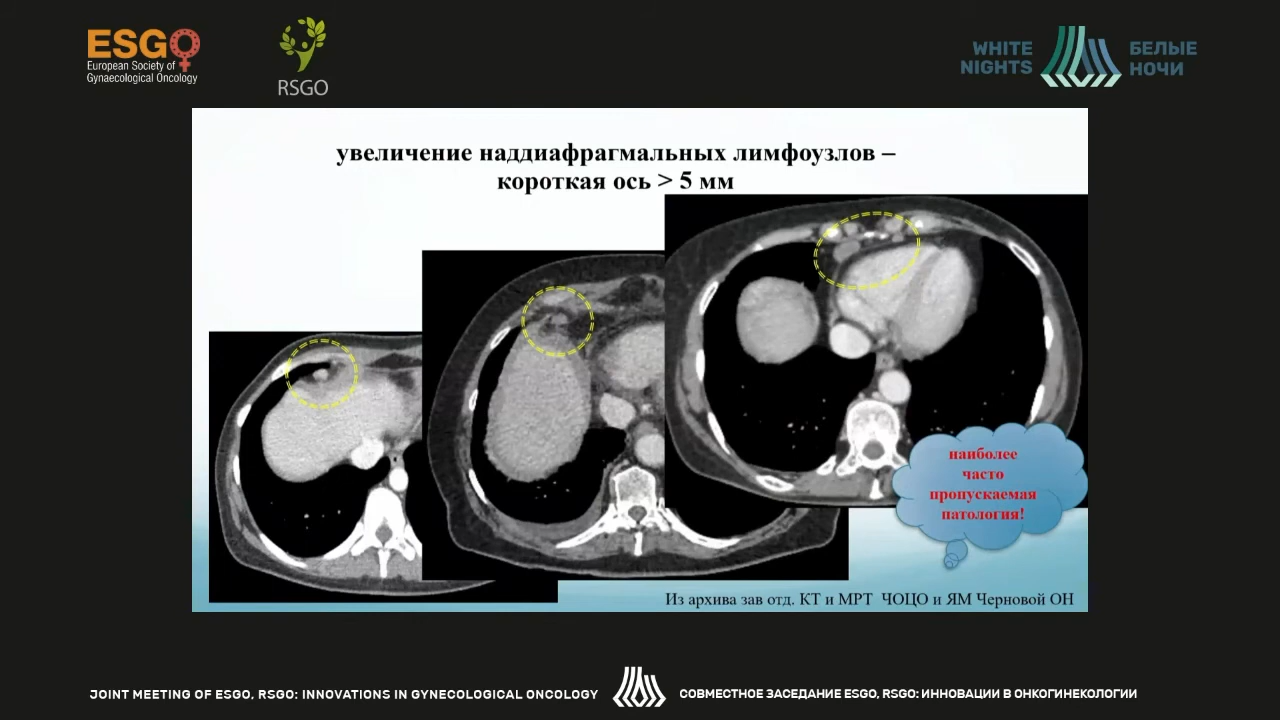 ESGO
European Society of
Gynaecological Oncology
RSGO
WHITE
NIGHTS
БЕЛЫЕ
НОЧИ
увеличение наддиафрагмальных лимфоузлов –
короткая ось > 5 мм
наиболее
часто
пропускаемая
патология!
Из архива зав отд. КТ и МРТ ЧОЦО и ЯМ Черновой ОН
JOINT MEETING OF ESGO, RSGO: INNOVATIONS IN GYNECOLOGICAL ONCOLOGY
СОВМЕСТНОЕ ЗАСЕДАНИЕ ESGO, RSGO: ИННОВАЦИИ В ОНКОГИНЕКОЛОГИИ